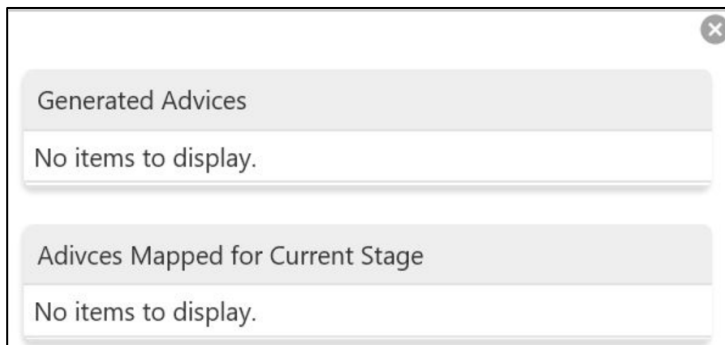 Generated Advices
No items to display.
Adivces Mapped for Current Stage
No items to display.